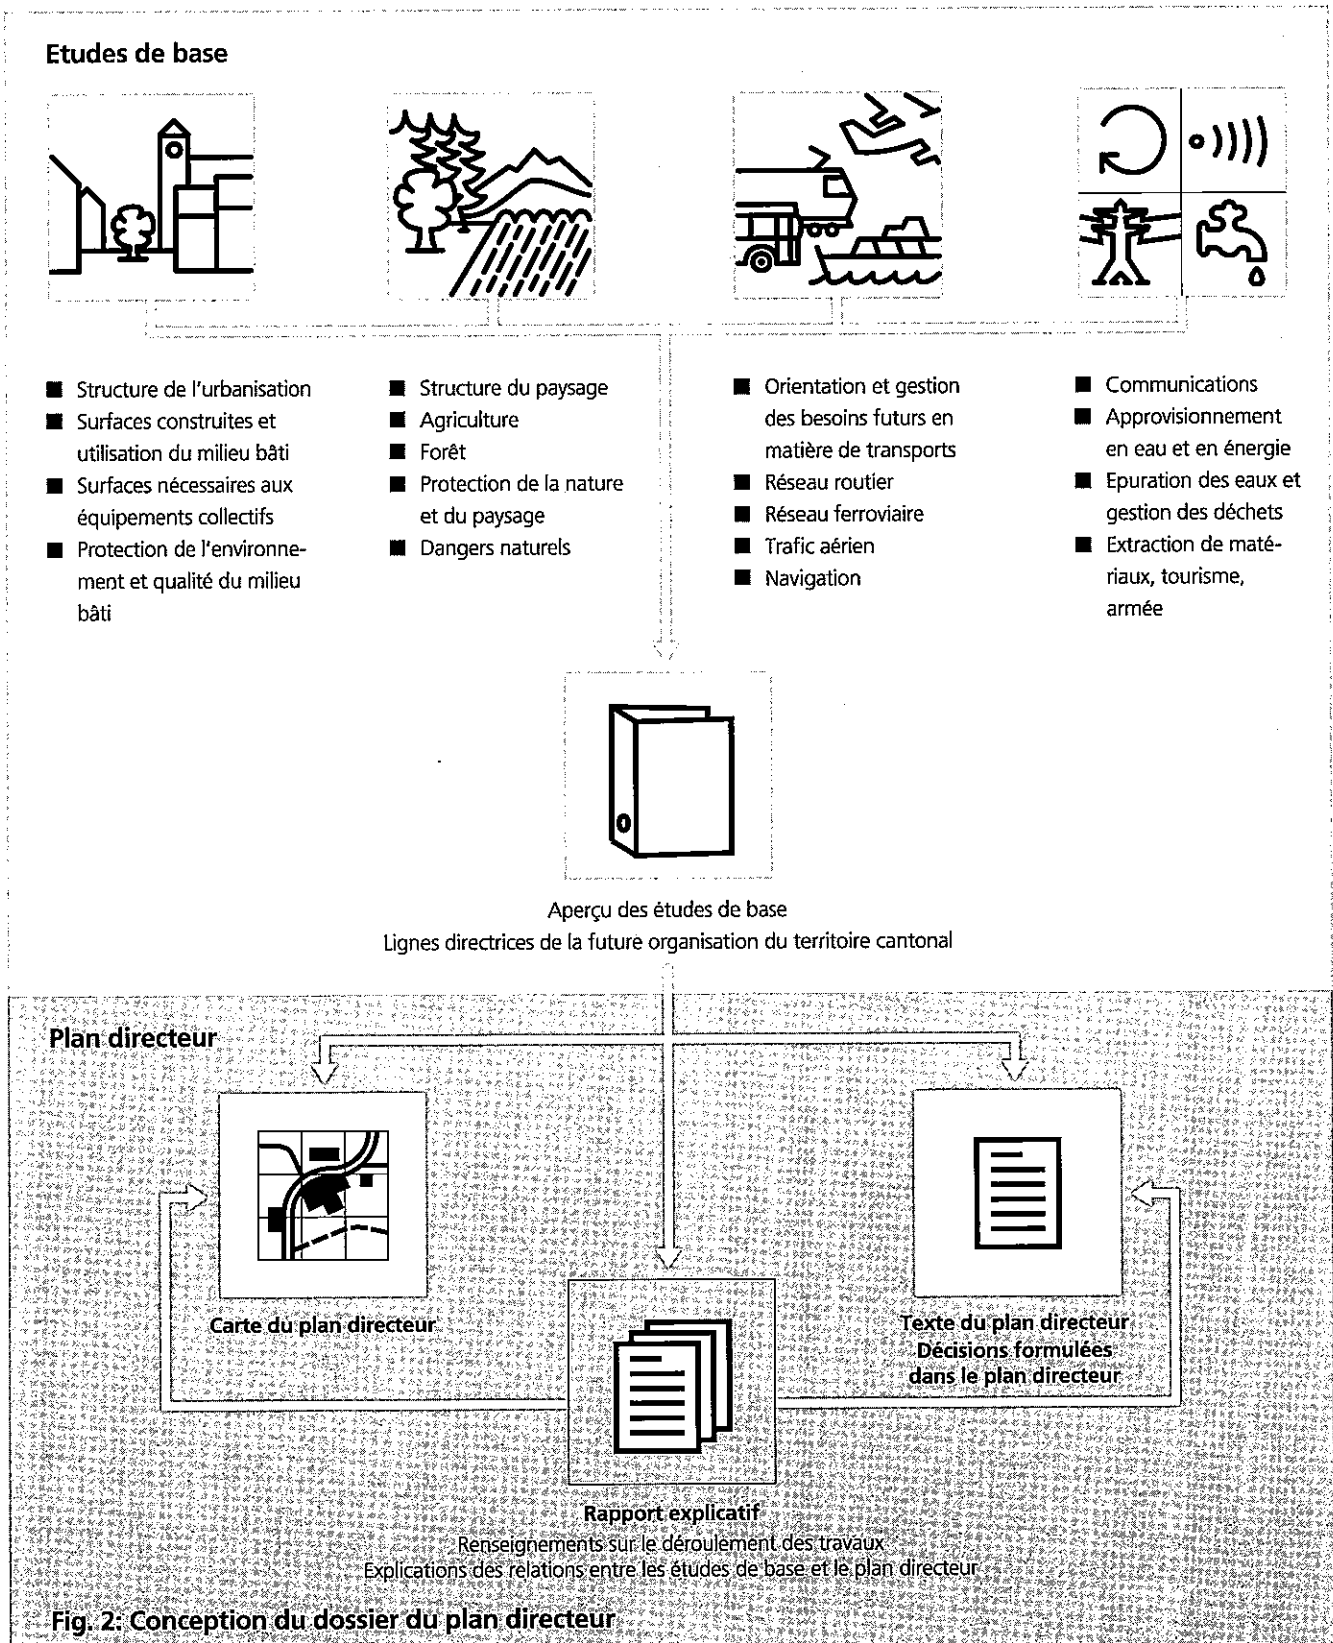 Etudes de base
Structure de l'urbanisation
Surfaces construites et
utilisation du milieu bâti
Surfaces nécessaires aux
équipements collectifs
Protection de l'environne-
ment et qualité du milieu
bâti
Structure du paysage
Agriculture
Forêt
Protection de la nature
et du paysage
Dangers naturels
Orientation et gestion
des besoins futurs en
matière de transports
Réseau routier
Réseau ferroviaire
Trafic aérien
Navigation
Communications
Approvisionnement
en eau et en énergie
Epuration des eaux et
gestion des déchets
Extraction de maté-
riaux, tourisme,
armée
Aperçu des études de base
Lignes directrices de la future organisation du territoire cantonal
Plan directeur
Carte du plan directeur
Texte du plan directeur
Décisions formulées
dans le plan directeur
Rapport explicatif
Renseignements sur le déroulement des travaux
Explications des relations entre les études de base et le plan directeur
Fig. 2: Conception du dossier du plan directeur